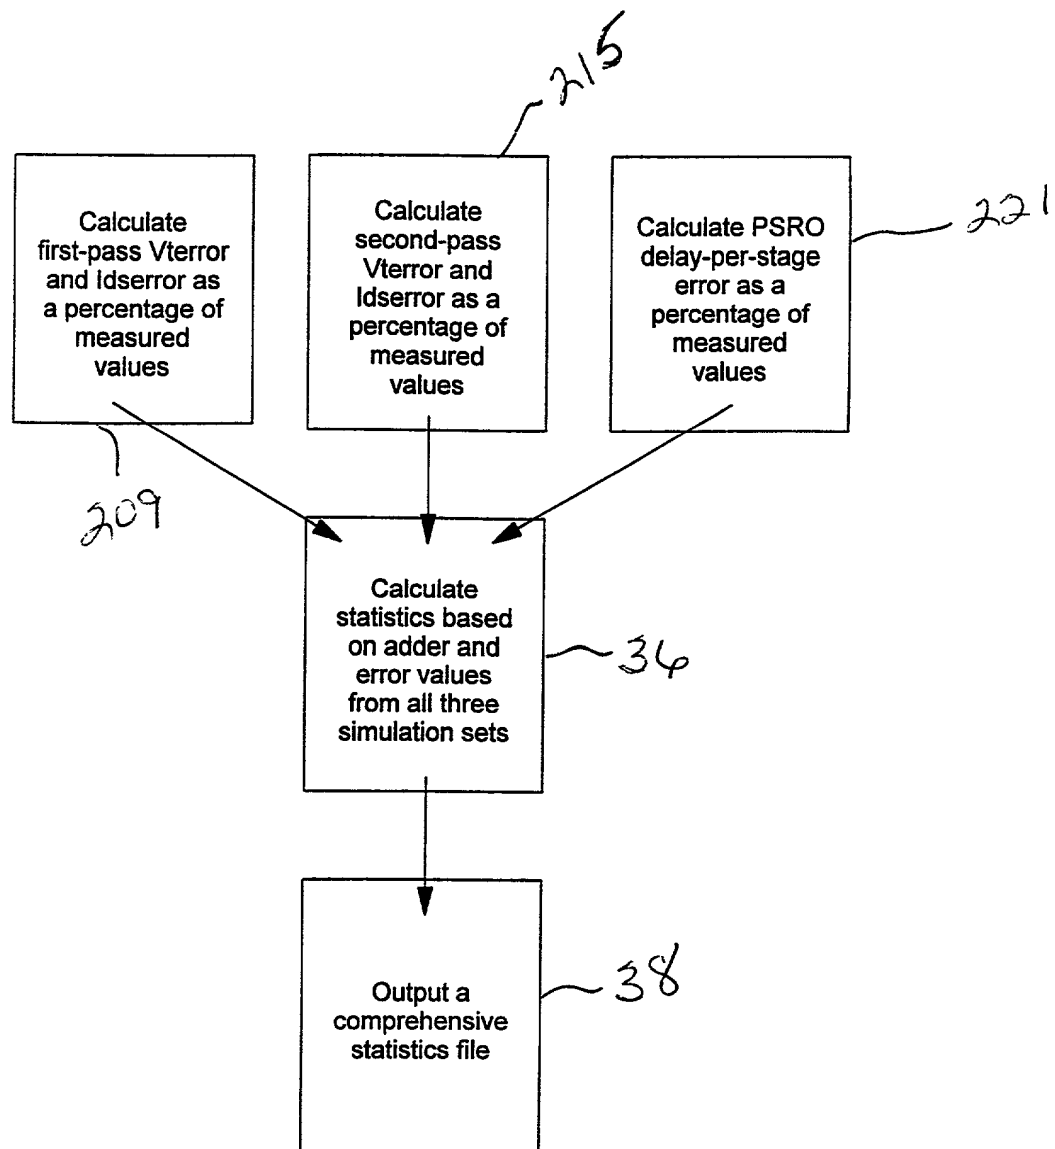 215
Calculate
first-pass Vterror
and Idserror as
a percentage of
measured
values
209
Calculate
second-pass
Vterror and
Idserror as a
percentage of
measured
values
Calculate PSRO
delay-per-stage
error as a
percentage of
measured
values
221
Calculate
statistics based
on adder and
error values
from all three
simulation sets
36
Output a
comprehensive
statistics file
38